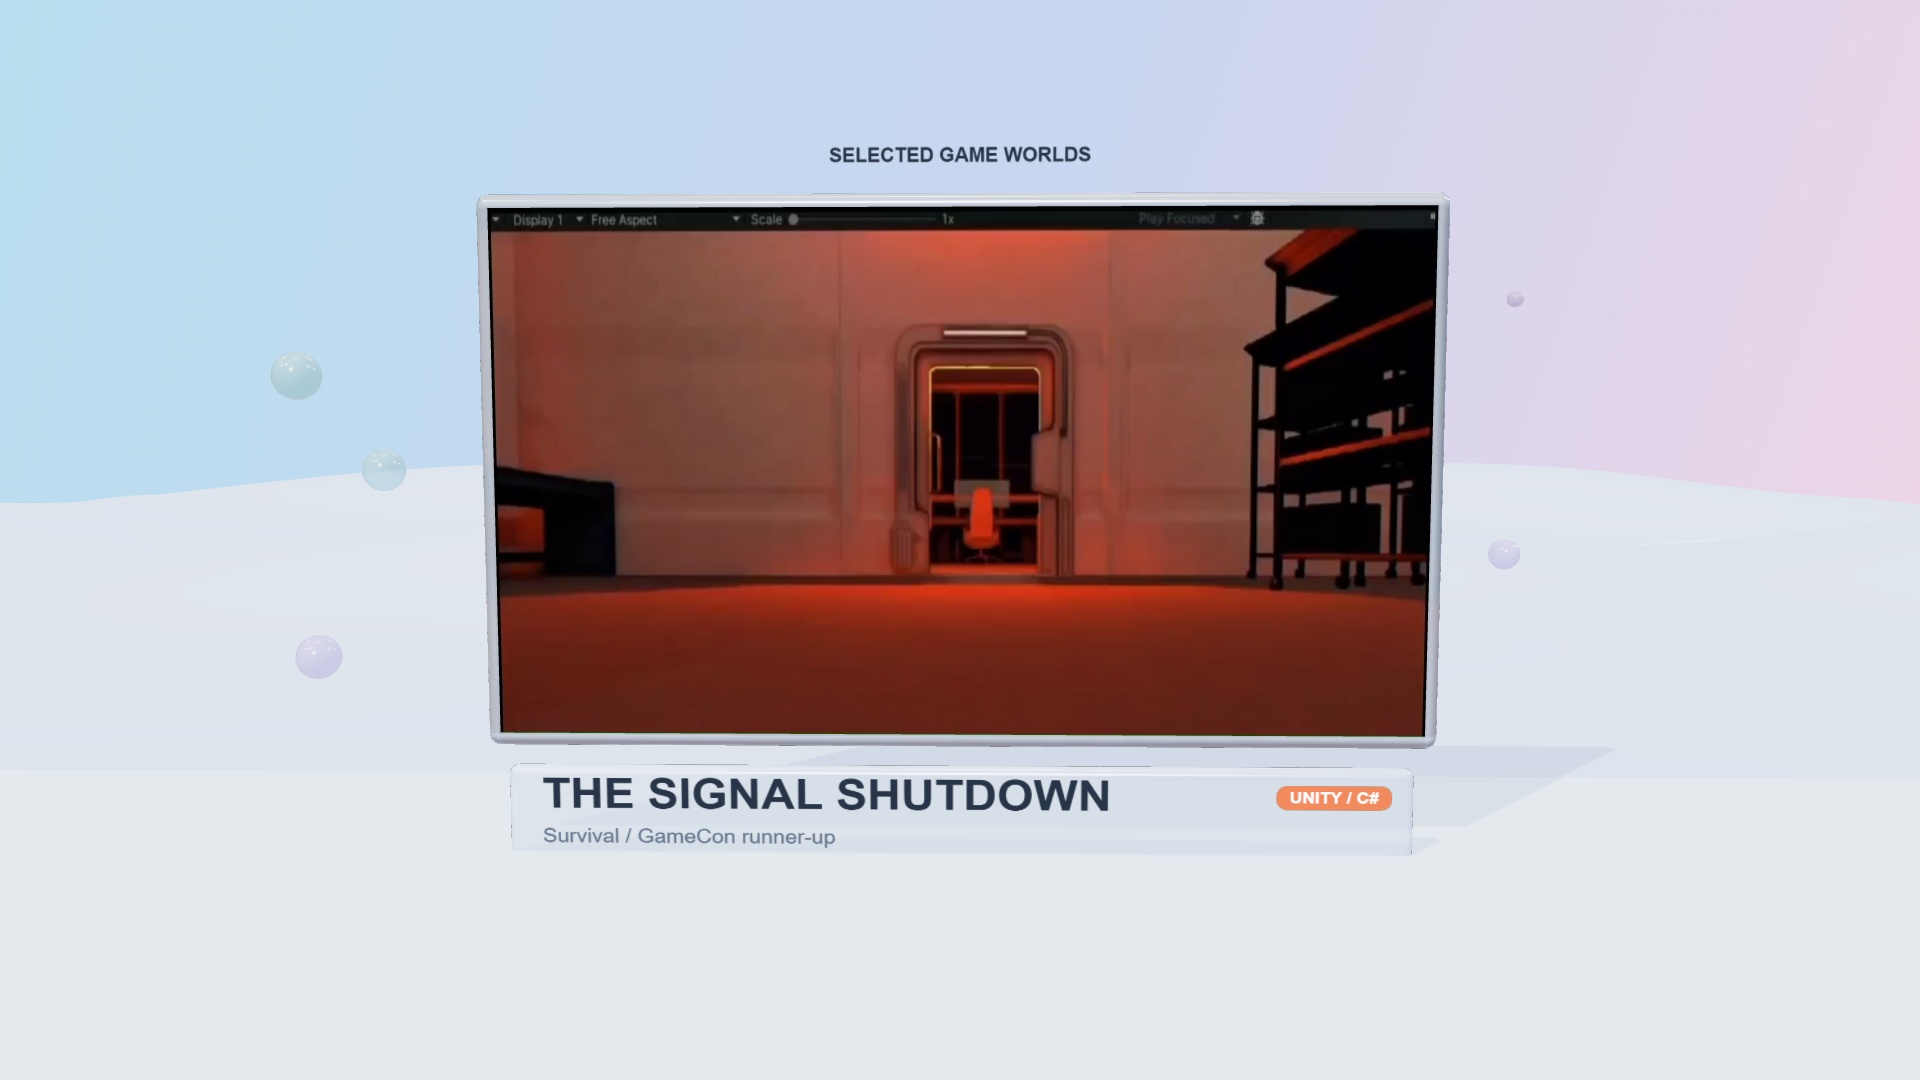 SELECTED GAME WORLDS
Display 1 Free Aspect Scale 1x Play Focused
THE SIGNAL SHUTDOWN
UNITY / C#
Survival / GameCon runner-up